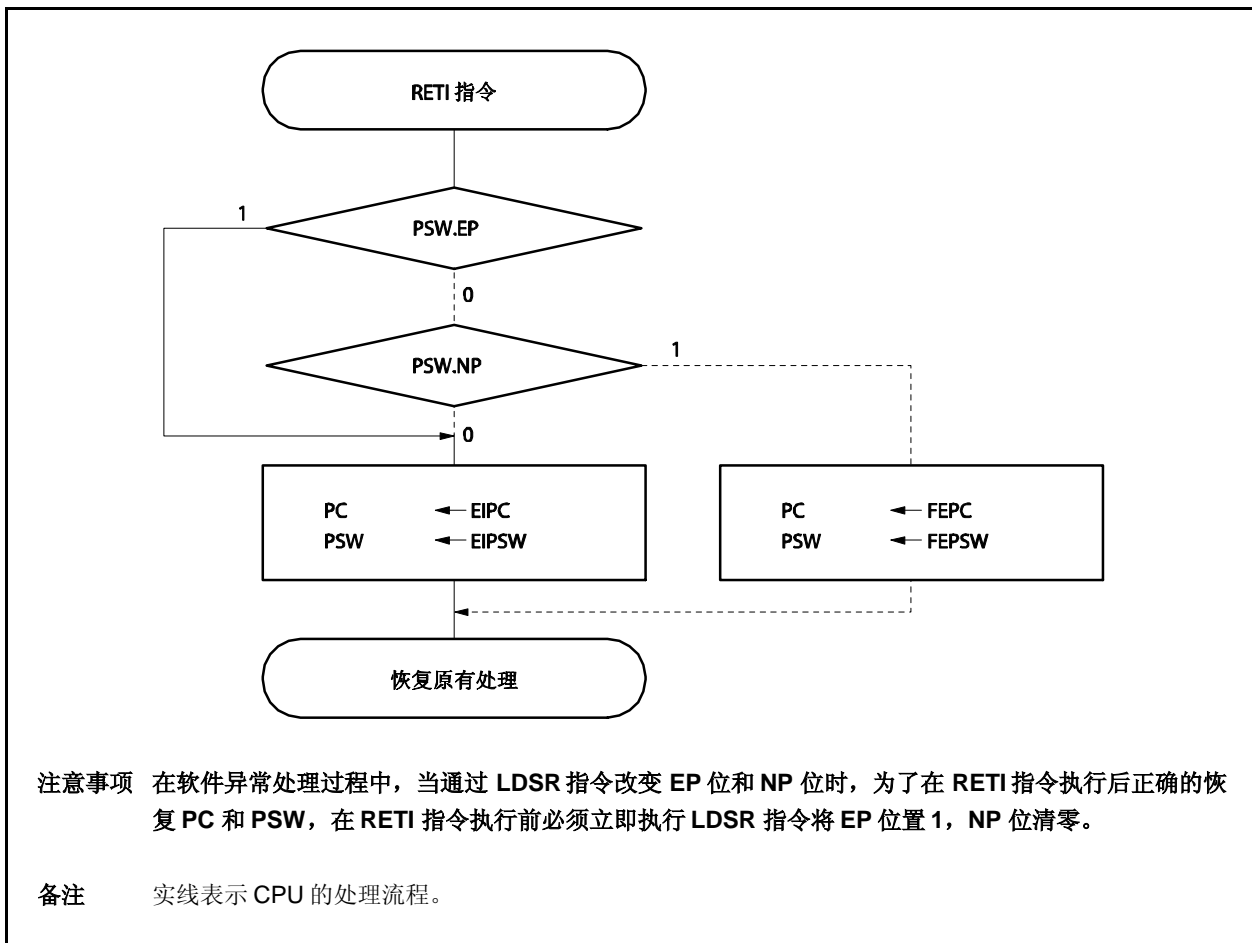 RETI 指令
1
PSW.EP
0
1
PSW.NP
0
PC ← EIPC
PSW ← EIPSW
PC ← FEPC
PSW ← FEPSW
恢复原有处理
注意事项 在软件异常处理过程中，当通过 LDSR 指令改变 EP 位和 NP 位时，为了在 RETI 指令执行后正确的恢
复 PC 和 PSW，在 RETI 指令执行前必须立即执行 LDSR 指令将 EP 位置 1，NP 位清零。
备注 实线表示 CPU 的处理流程。